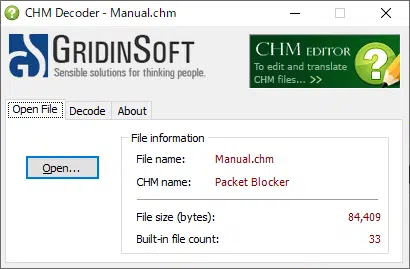 CHM Decoder - Manual.chm
GRIDINSOFT
Sensible solutions for thinking people.
CHM EDITOR
To edit and translate
CHM files... >>
Open File Decode About
Open...
File information
File name: Manual.chm
CHM name: Packet Blocker
File size (bytes): 84,409
Built-in file count: 33